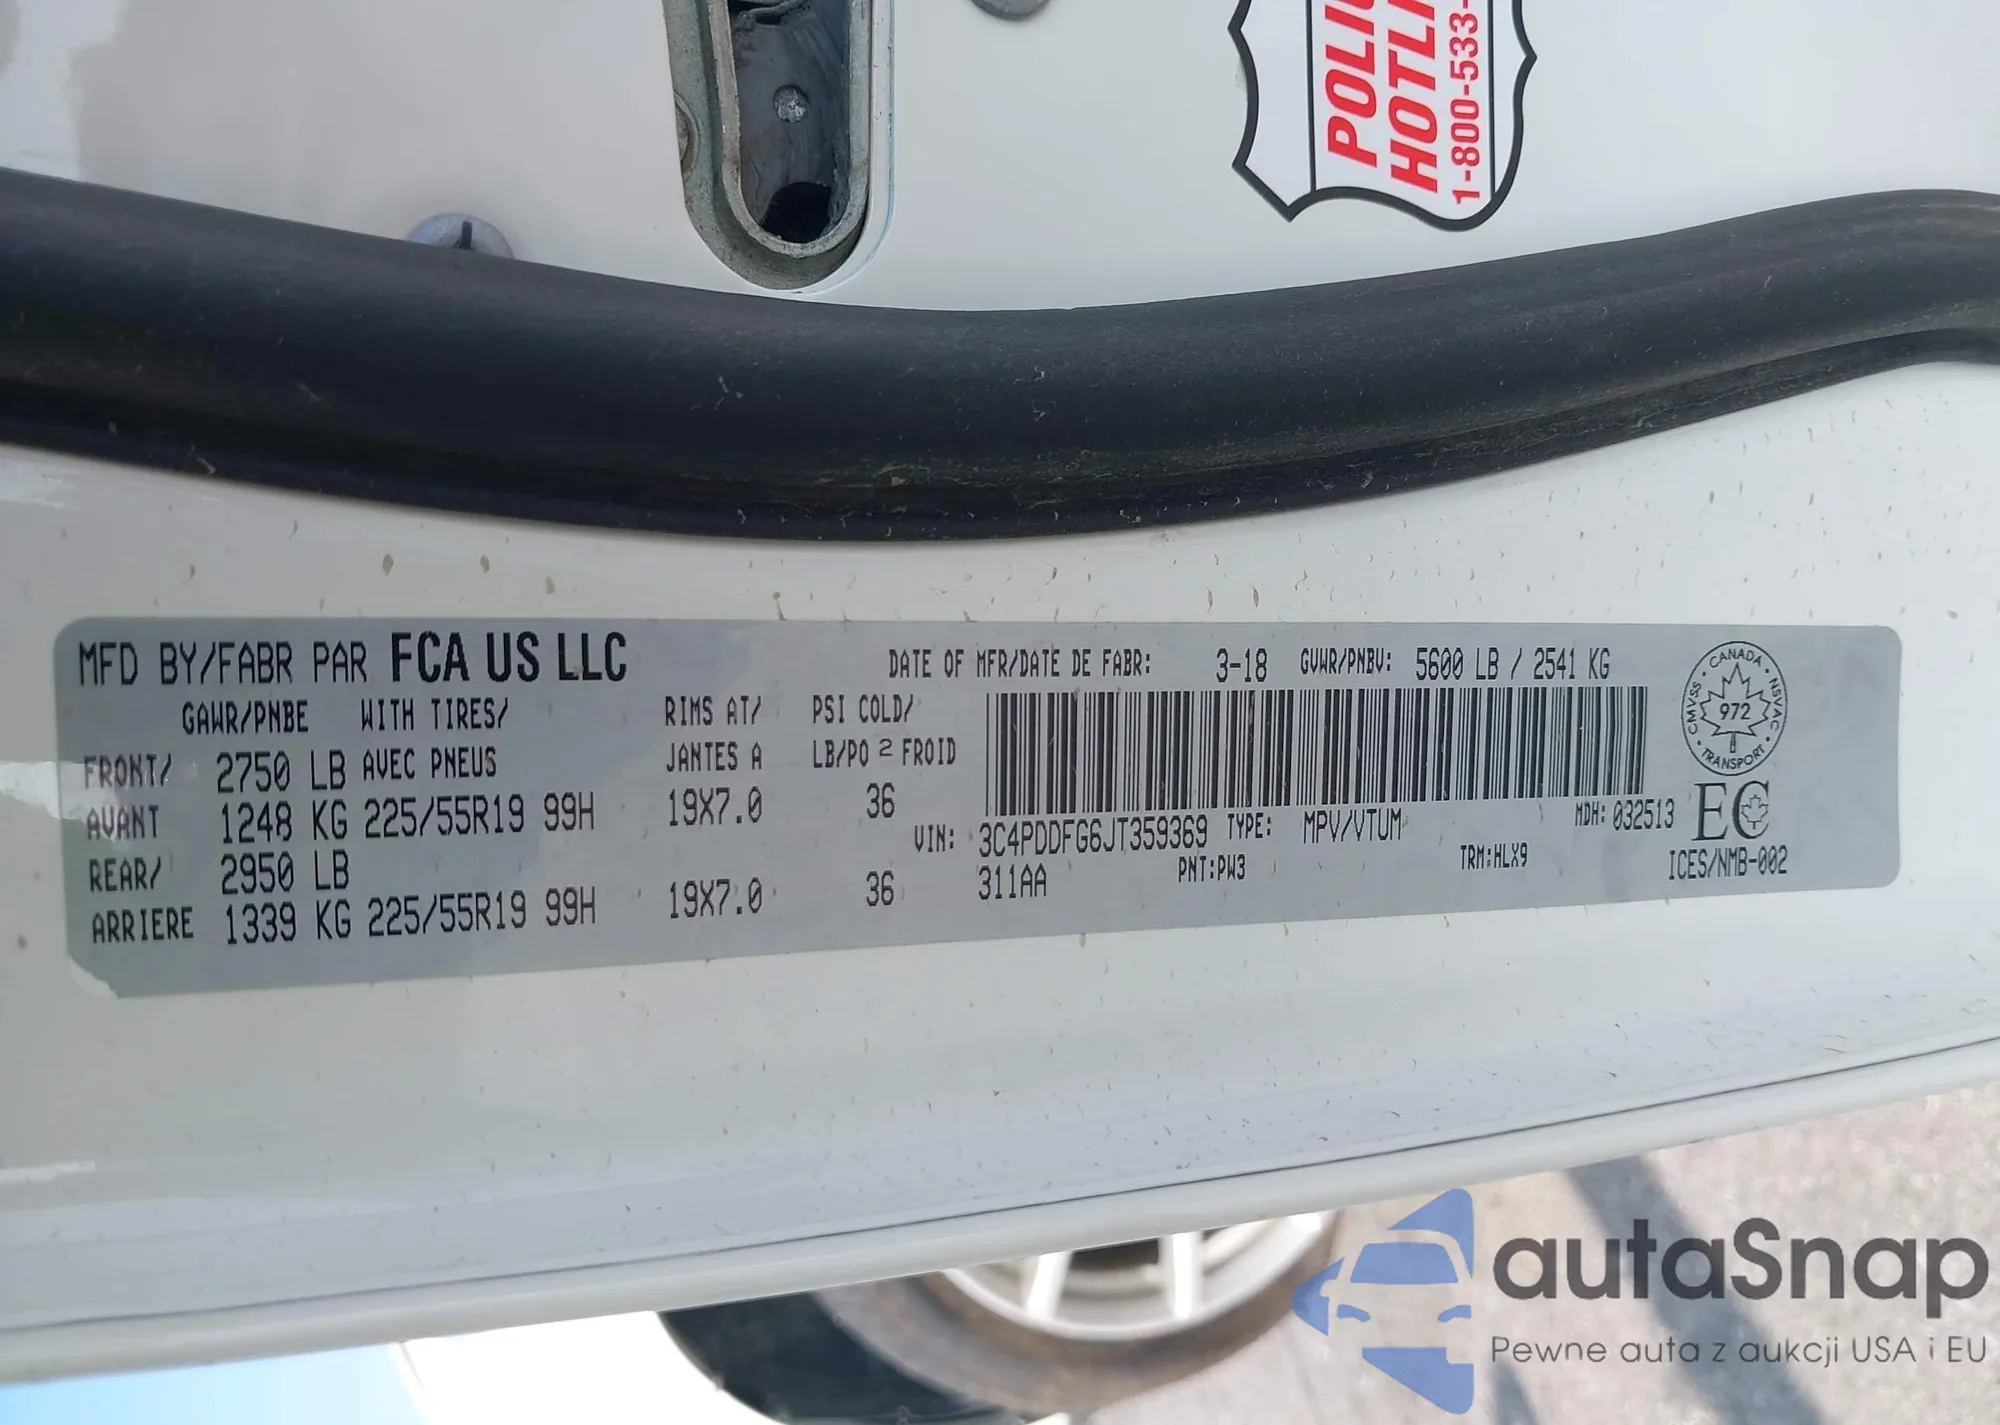 HOTLI
1-800-533-
MFD BY/FABR PAR FCA US LLC
DATE OF MFR/DATE DE FABR: 3-18 GVWR/PNBV: 5600 LB / 2541 KG
GAWR/PNBE WITH TIRES/ RIMS AT/ PSI COLD/
FRONT/ 2750 LB AVEC PNEUS JANTES A LB/PO 2 FROID
AVANT 1248 KG 225/55R19 99H 19X7.0 36
REAR/ 2950 LB
ARRIERE 1339 KG 225/55R19 99H 19X7.0 36
VIN: 3C4PDDFG6JT359369 TYPE: MPV/VTUM MDH: 032513
311AA PNT:PW3 TRM:HLX9
CANADA
CMVSS 972 NSVAC
TRANSPORT
EC
ICES/NMB-002
autaSnap
Pewne auta z aukcji USA i EU